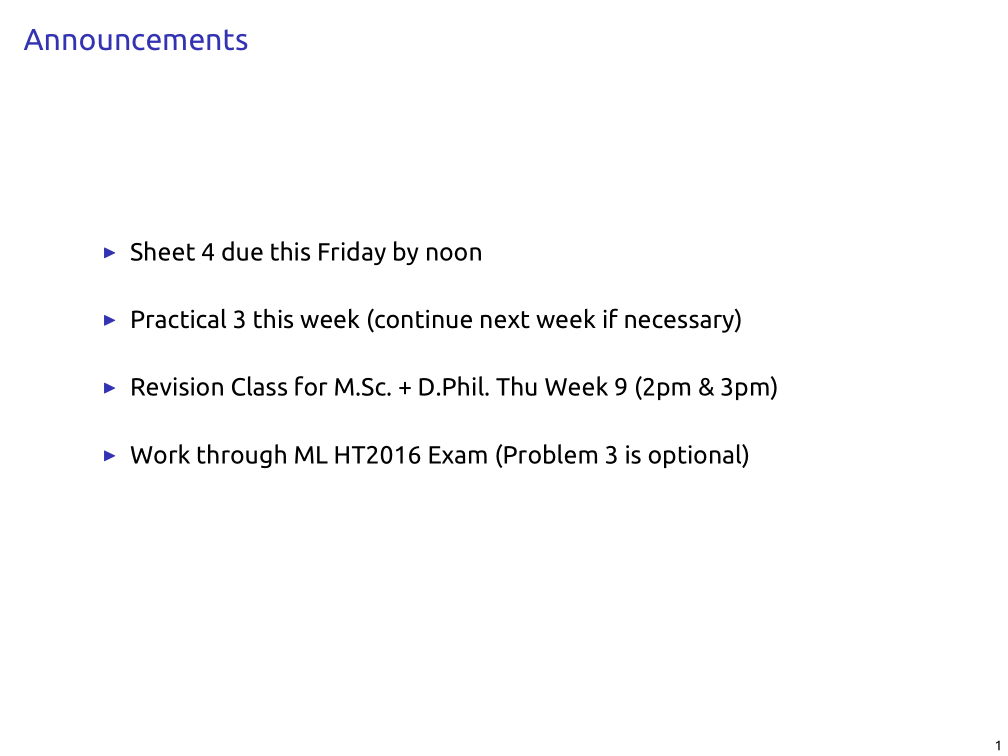 Announcements
▶ Sheet 4 due this Friday by noon
▶ Practical 3 this week (continue next week if necessary)
▶ Revision Class for M.Sc. + D.Phil. Thu Week 9 (2pm & 3pm)
▶ Work through ML HT2016 Exam (Problem 3 is optional)
1